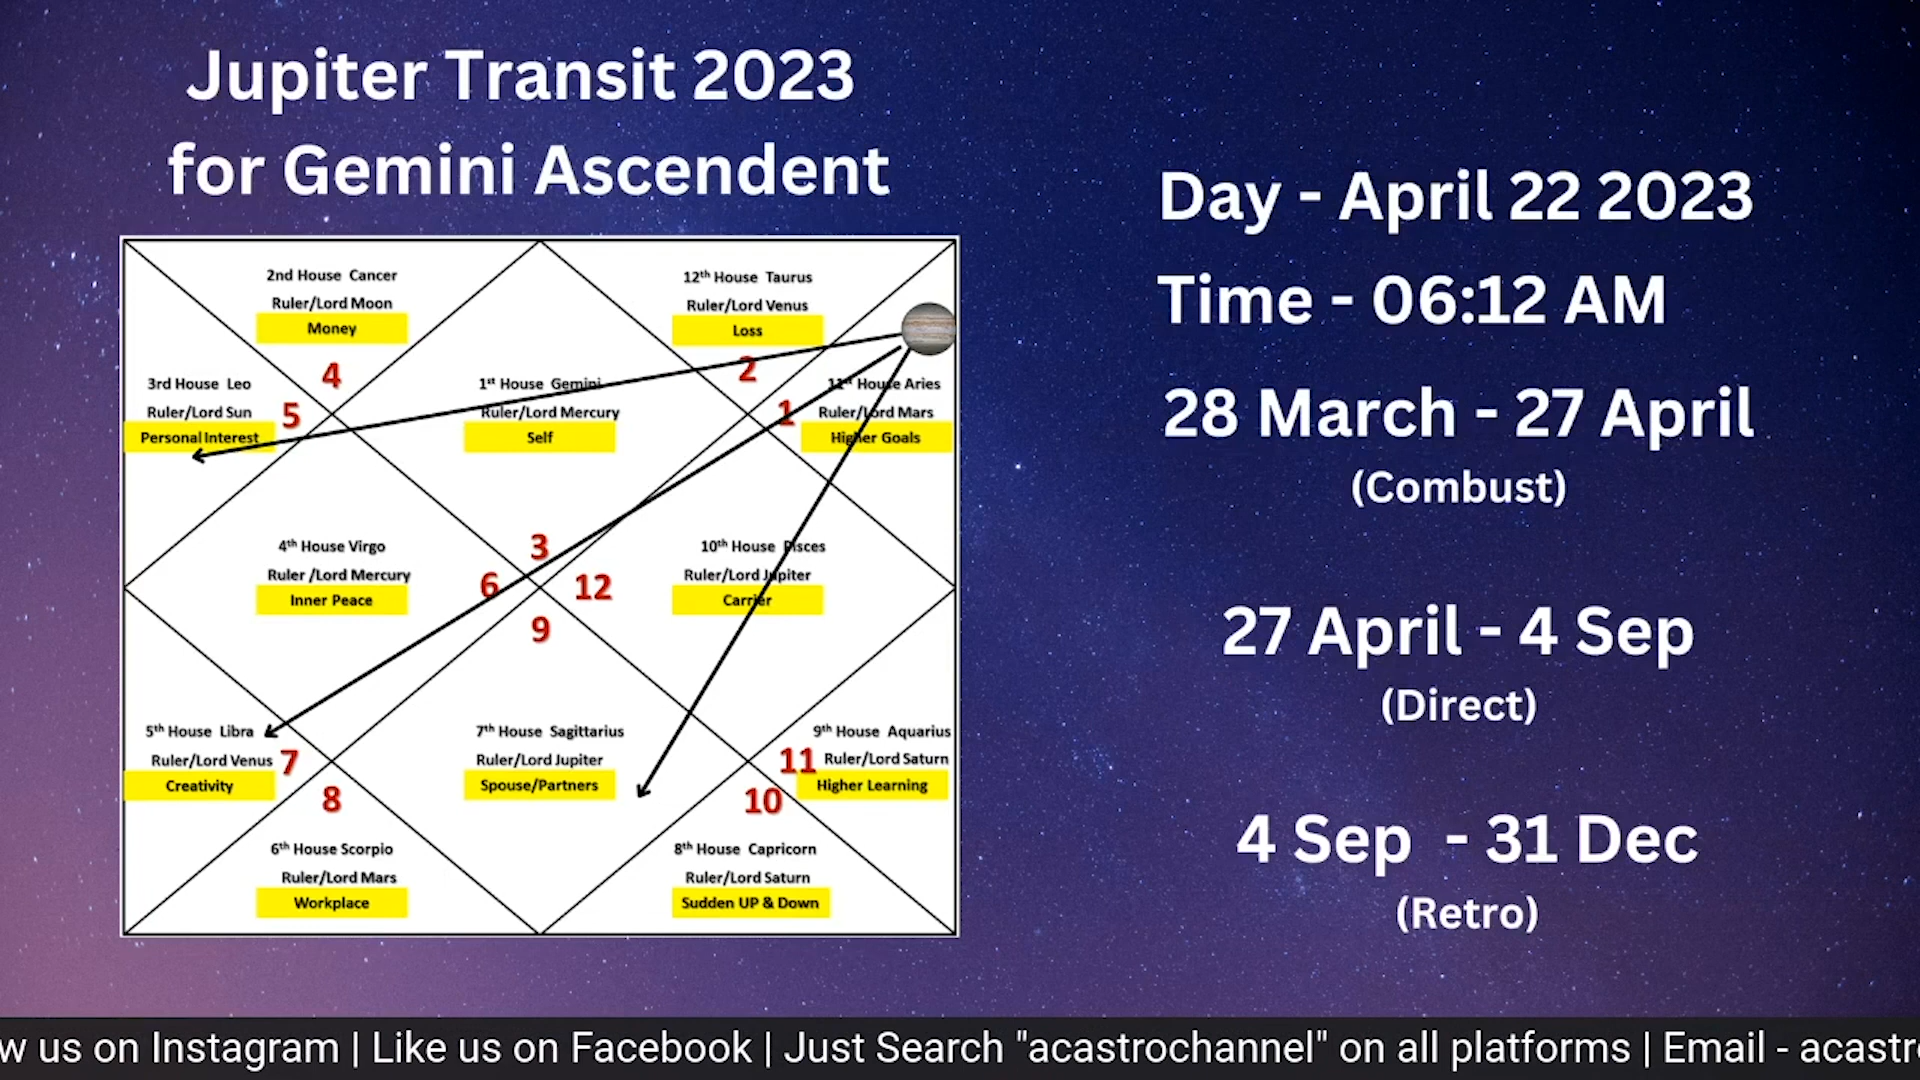 Jupiter Transit 2023
for Gemini Ascendent
Day - April 22 2023
Time - 06:12 AM
28 March - 27 April
(Combust)
27 April - 4 Sep
(Direct)
4 Sep - 31 Dec
(Retro)
2nd House Cancer
Ruler/Lord Moon
Money
4
12th House Taurus
Ruler/Lord Venus
Loss
2
3rd House Leo
Ruler/Lord Sun
Personal Interest
5
1st House Gemini
Ruler/Lord Mercury
Self
3
11th House Aries
Ruler/Lord Mars
Higher Goals
1
4th House Virgo
Ruler /Lord Mercury
Inner Peace
6
10th House Pisces
Ruler/Lord Jupiter
Carrier
12
9
5th House Libra
Ruler/Lord Venus
Creativity
7
7th House Sagittarius
Ruler/Lord Jupiter
Spouse/Partners
9th House Aquarius
Ruler/Lord Saturn
Higher Learning
11
8
6th House Scorpio
Ruler/Lord Mars
Workplace
10
8th House Capricorn
Ruler/Lord Saturn
Sudden UP & Down
w us on Instagram | Like us on Facebook | Just Search "acastrochannel" on all platforms | Email - acastr